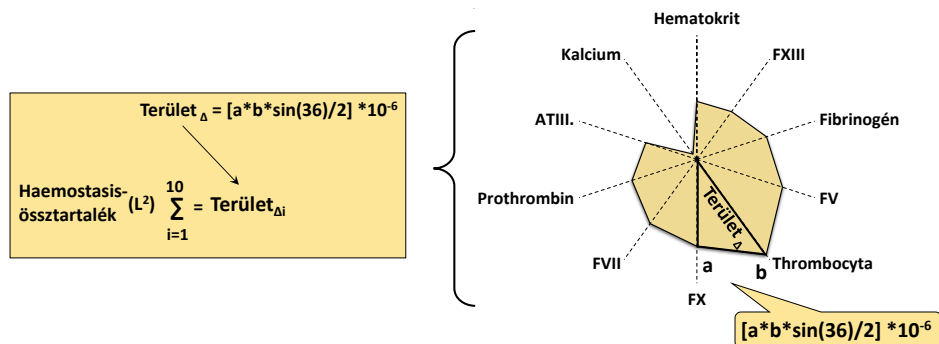 Terület Δ = [a*b*sin(36)/2] *10⁻⁶
Haemostasis-
össztartalék (L²) 10 Σ i=1 = TerületΔi
Hematokrit
Kalcium
FXIII
ATIII.
Fibrinogén
Prothrombin
FV
Terület Δ
FVII
a
b
Thrombocyta
FX
[a*b*sin(36)/2] *10⁻⁶